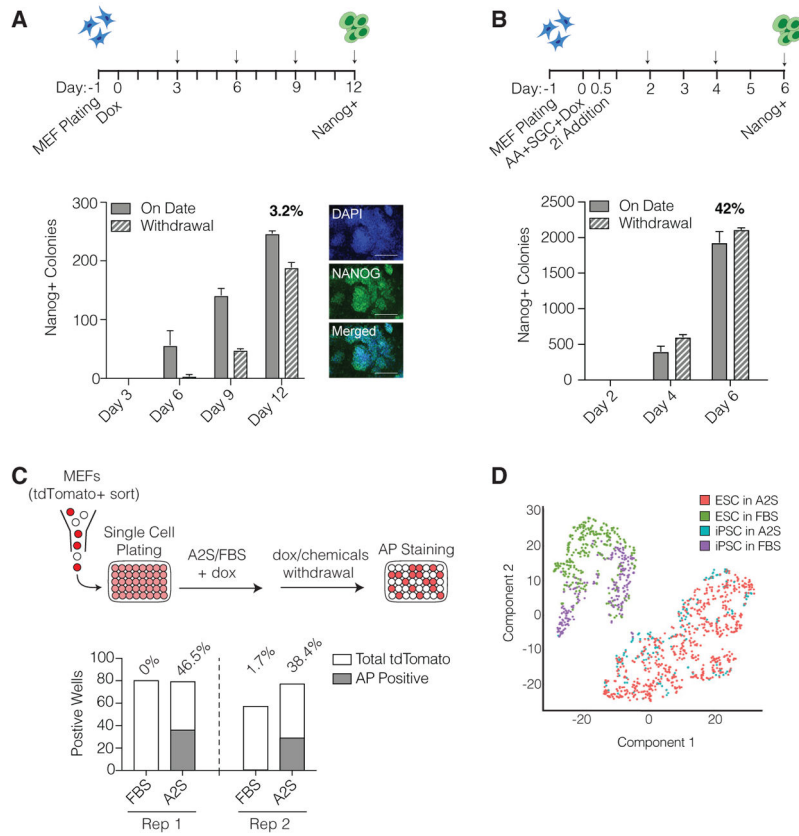 A
Day: -1 0 3 6 9 12
MEF Plating
Dox
Nanog+
Nanog+ Colonies
300
200
100
0
On Date
Withdrawal
3.2%
Day 3
Day 6
Day 9
Day 12
DAPI
NANOG
Merged
B
Day: -1 0 0.5 2 3 4 5 6
MEF Plating
AA+SGC+Dox
2i Addition
Nanog+
Nanog+ Colonies
2500
2000
1500
1000
500
0
On Date
Withdrawal
42%
Day 2
Day 4
Day 6
C
MEFs
(tdTomato+ sort)
Single Cell
Plating
A2S/FBS
+ dox
dox/chemicals
withdrawal
AP Staining
Postive Wells
100
80
60
40
20
0
0%
46.5%
1.7%
38.4%
Total tdTomato
AP Positive
FBS
A2S
FBS
A2S
Rep 1
Rep 2
D
ESC in A2S
ESC in FBS
iPSC in A2S
iPSC in FBS
Component 2
30
20
10
0
-10
-20
-20 0 20
Component 1